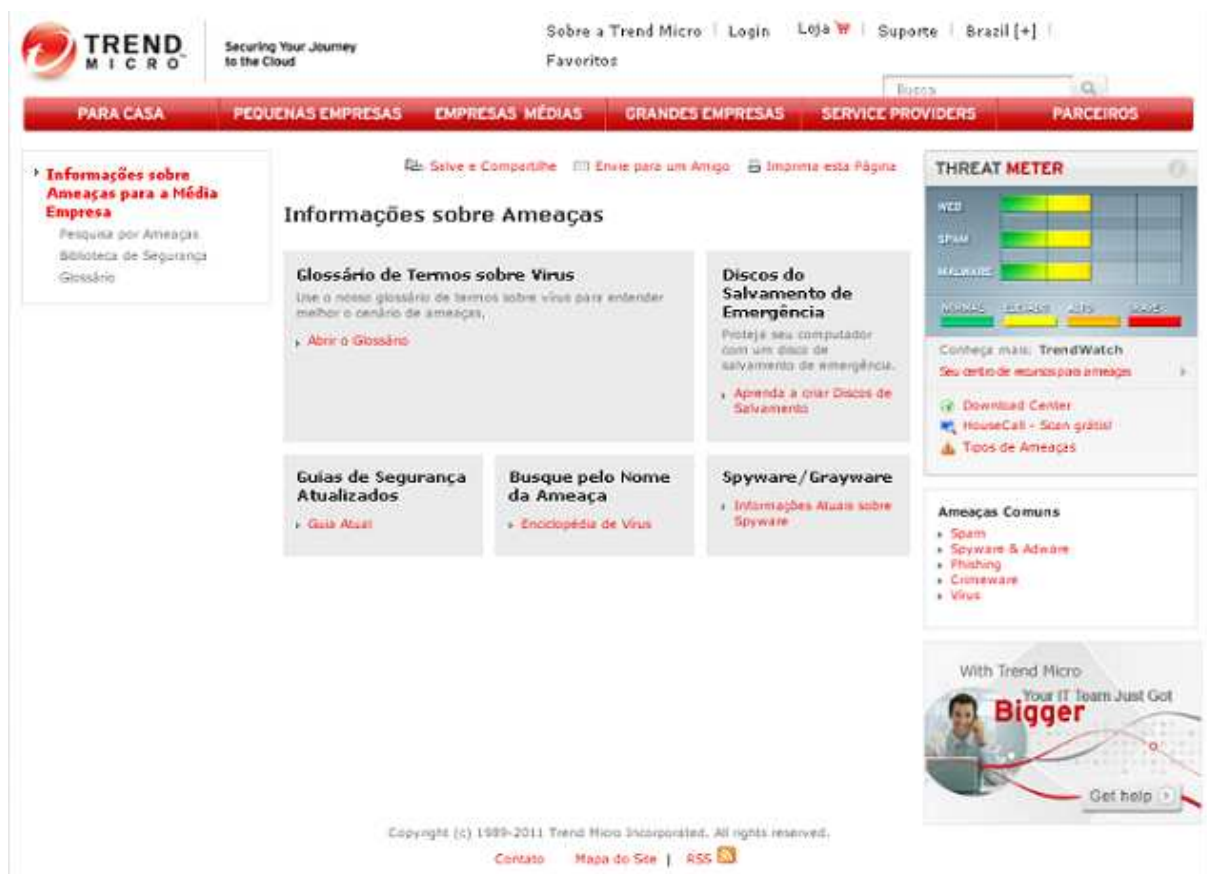 TREND
MICRO
Securing Your Journey
to the Cloud
Sobre a Trend Micro | Login Loja | Suporte | Brazil [+] |
Favoritos
Busca
PARA CASA PEQUENAS EMPRESAS EMPRESAS MÉDIAS GRANDES EMPRESAS SERVICE PROVIDERS PARCEIROS
Informações sobre
Ameaças para a Média
Empresa
Pesquisa por Ameaças
Biblioteca de Segurança
Glossário
Salve e Compartilhe Envie para um Amigo Imprima esta Página
Informações sobre Ameaças
Glossário de Termos sobre Virus
Use o nosso glossário de termos sobre vírus para entender
melhor o cenário de ameaças.
Abrir o Glossário
Discos do
Salvamento de
Emergência
Proteja seu computador
com um disco de
salvamento de emergência.
Aprenda a criar Discos de
Salvamento
Guias de Segurança
Atualizados
Guia Atual
Busque pelo Nome
da Ameaça
Enciclopédia de Vírus
Spyware/Grayware
Informações Atuais sobre
Spyware
THREAT METER
WEB
SPAM
MALWARE
NORMAL ELEVADO ALTO GRAVE
Conheça mais: TrendWatch
Seu centro de recursos para ameaças
Download Center
HouseCall - Scan grátis!
Tipos de Ameaças
Ameaças Comuns
Spam
Spyware & Adware
Phishing
Crimeware
Vírus
With Trend Micro
Your IT Team Just Got
Bigger
Get help
Copyright (c) 1989-2011 Trend Micro Incorporated. All rights reserved.
Contato Mapa do Site | RSS